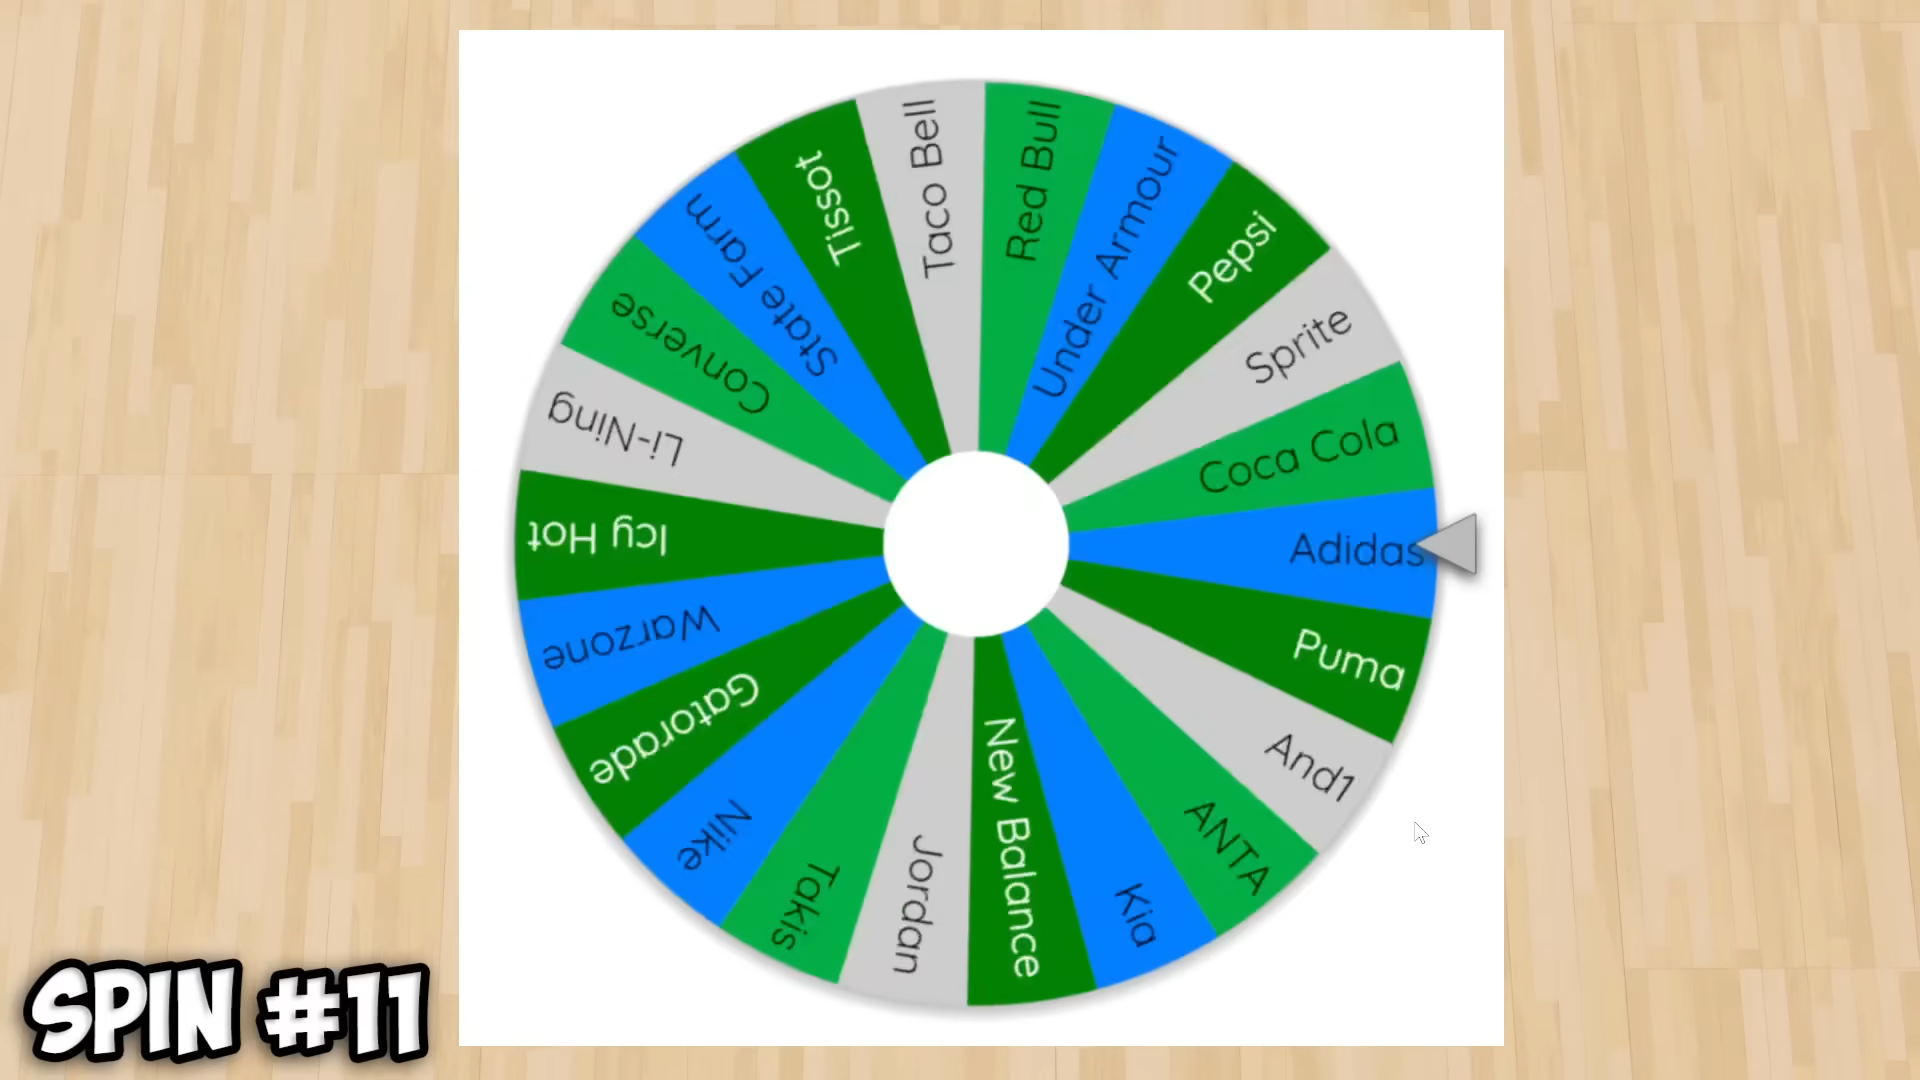 Taco Bell
Red Bull
Under Armour
Pepsi
Sprite
Coca Cola
Adidas
Puma
And1
ANTA
Kia
New Balance
Jordan
Takis
Nike
Gatorade
Warzone
Icy Hot
Li-Ning
Converse
State Farm
Tissot
SPIN #11